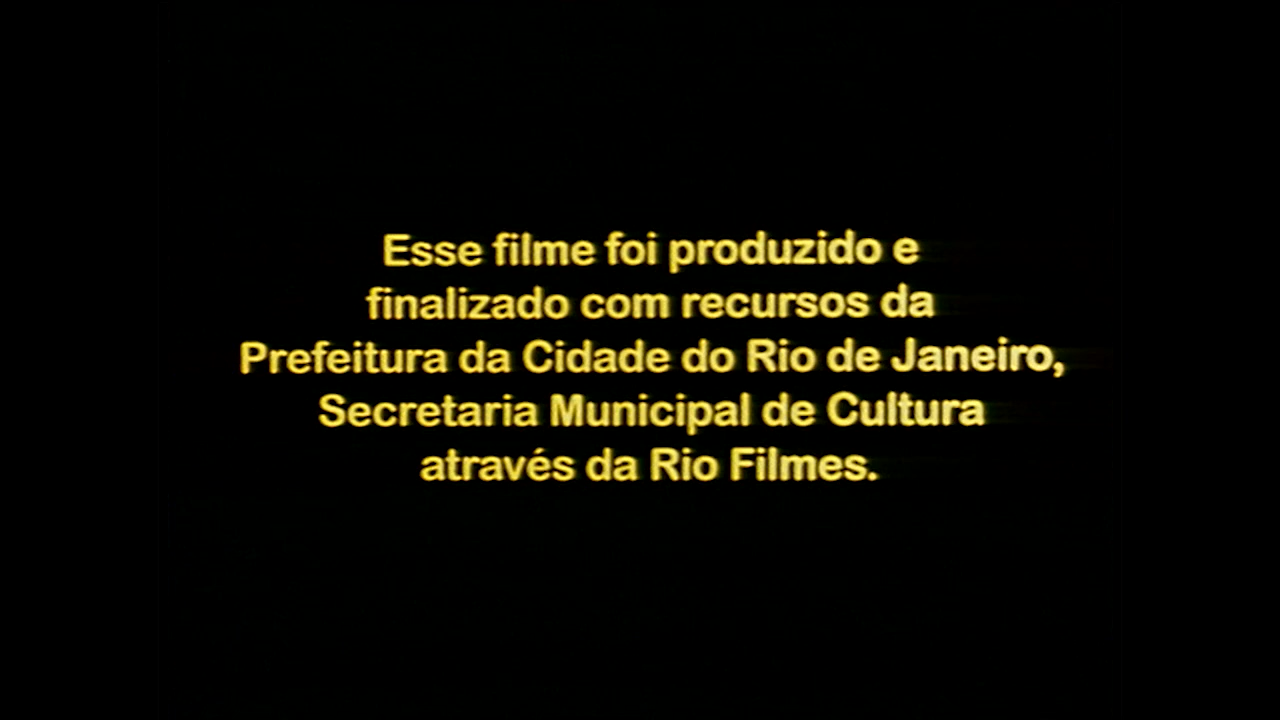 Esse filme foi produzido e
finalizado com recursos da
Prefeitura da Cidade do Rio de Janeiro,
Secretaria Municipal de Cultura
através da Rio Filmes.